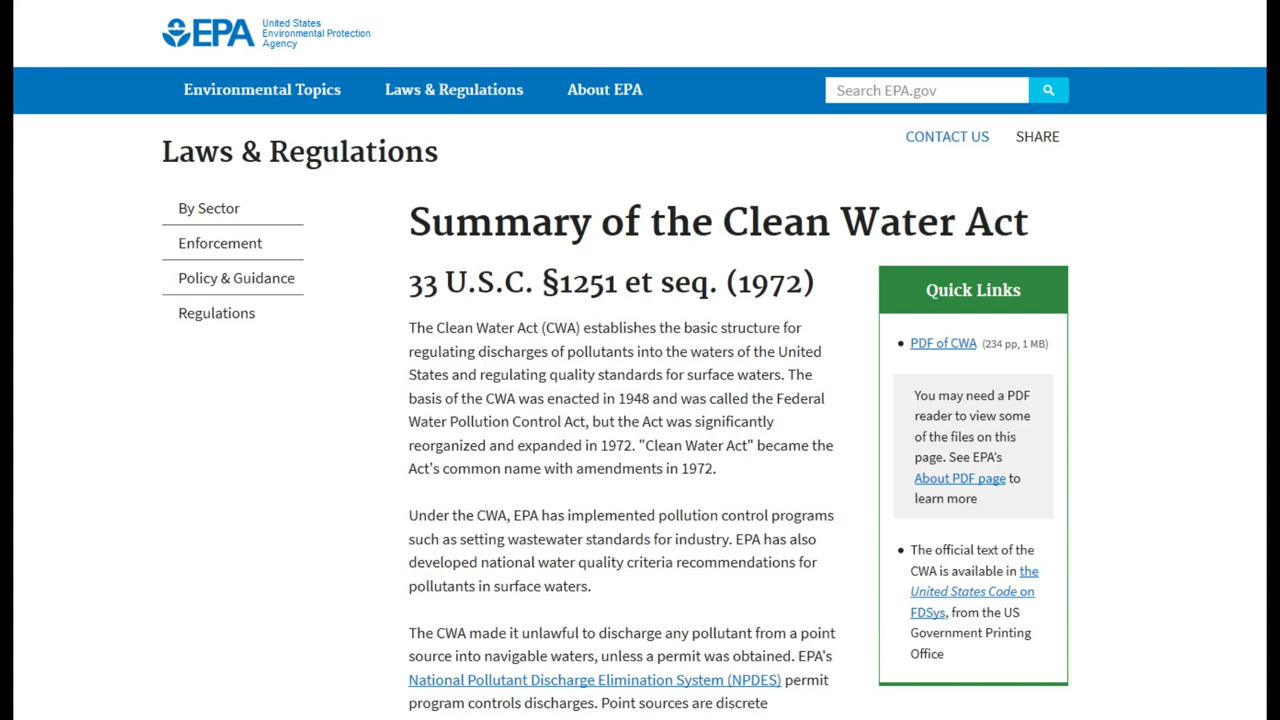 EPA
United States
Environmental Protection
Agency
Environmental Topics
Laws & Regulations
About EPA
Search EPA.gov
CONTACT US
SHARE
Laws & Regulations
By Sector
Enforcement
Policy & Guidance
Regulations
Summary of the Clean Water Act
33 U.S.C. §1251 et seq. (1972)
The Clean Water Act (CWA) establishes the basic structure for
regulating discharges of pollutants into the waters of the United
States and regulating quality standards for surface waters. The
basis of the CWA was enacted in 1948 and was called the Federal
Water Pollution Control Act, but the Act was significantly
reorganized and expanded in 1972. "Clean Water Act" became the
Act's common name with amendments in 1972.
Under the CWA, EPA has implemented pollution control programs
such as setting wastewater standards for industry. EPA has also
developed national water quality criteria recommendations for
pollutants in surface waters.
The CWA made it unlawful to discharge any pollutant from a point
source into navigable waters, unless a permit was obtained. EPA's
National Pollutant Discharge Elimination System (NPDES) permit
program controls discharges. Point sources are discrete
Quick Links
• PDF of CWA (234 pp, 1 MB)
You may need a PDF
reader to view some
of the files on this
page. See EPA's
About PDF page to
learn more
• The official text of the
CWA is available in the
United States Code on
FDSys, from the US
Government Printing
Office